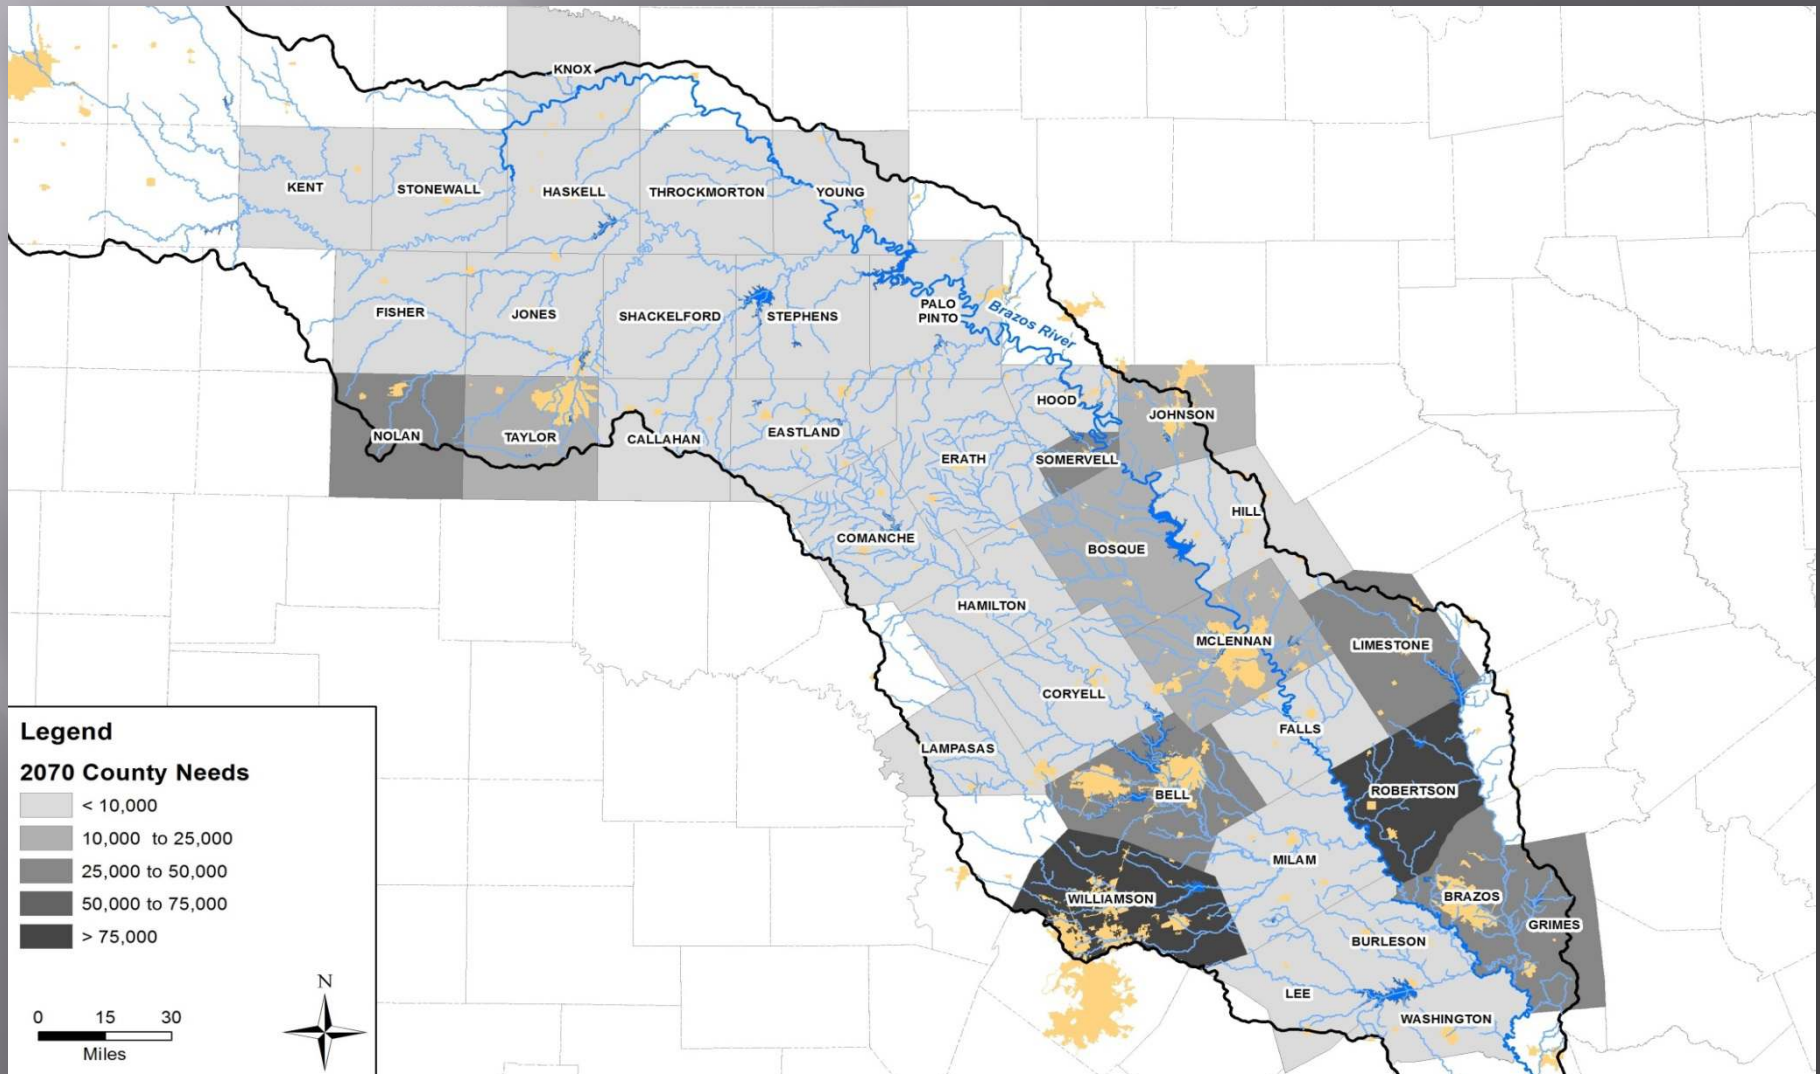 KNOX
KENT
STONEWALL
HASKELL
THROCKMORTON
YOUNG
FISHER
JONES
SHACKELFORD
STEPHENS
PALO
PINTO
Brazos River
NOLAN
TAYLOR
CALLAHAN
EASTLAND
ERATH
HOOD
JOHNSON
SOMERVELL
HILL
COMANCHE
BOSQUE
HAMILTON
MCLENNAN
LIMESTONE
CORYELL
FALLS
LAMPASAS
BELL
ROBERTSON
MILAM
WILLIAMSON
BRAZOS
GRIMES
BURLESON
LEE
WASHINGTON
Legend
2070 County Needs
< 10,000
10,000 to 25,000
25,000 to 50,000
50,000 to 75,000
> 75,000
N
0 15 30
Miles